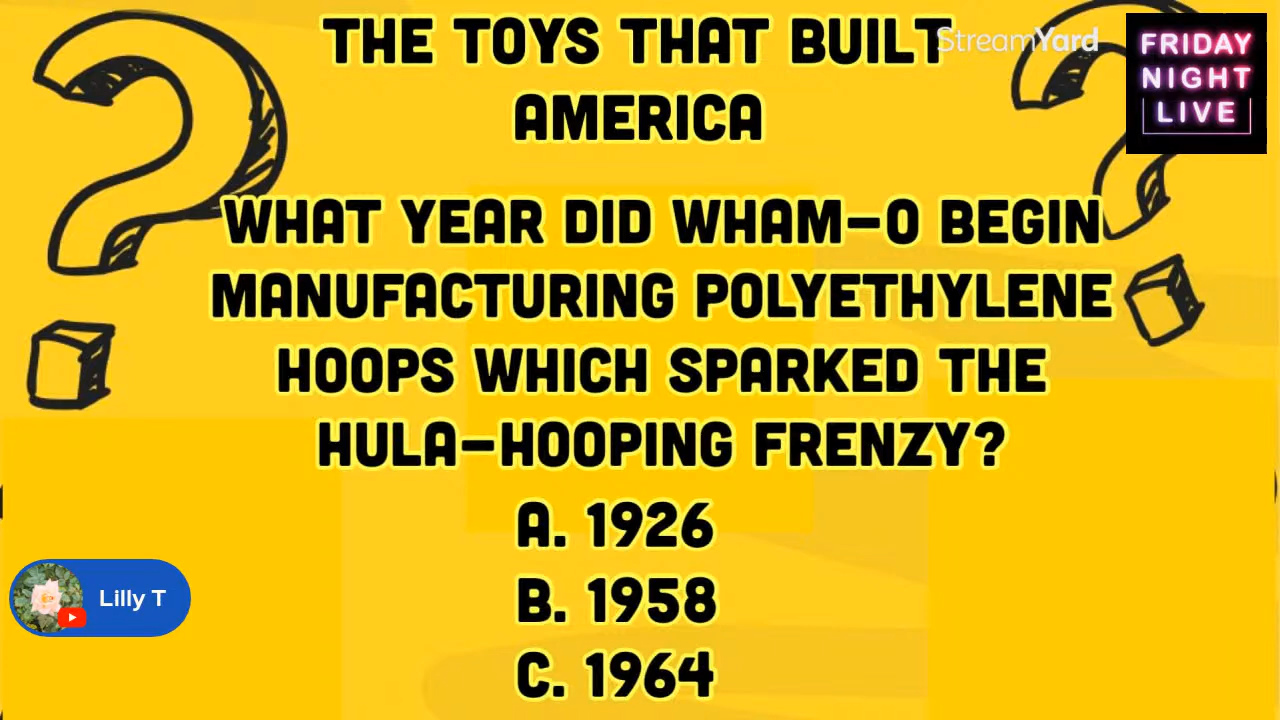 THE TOYS THAT BUILT
AMERICA
StreamYard
FRIDAY
NIGHT
LIVE
WHAT YEAR DID WHAM-O BEGIN
MANUFACTURING POLYETHYLENE
HOOPS WHICH SPARKED THE
HULA-HOOPING FRENZY?
A. 1926
B. 1958
C. 1964
Lilly T